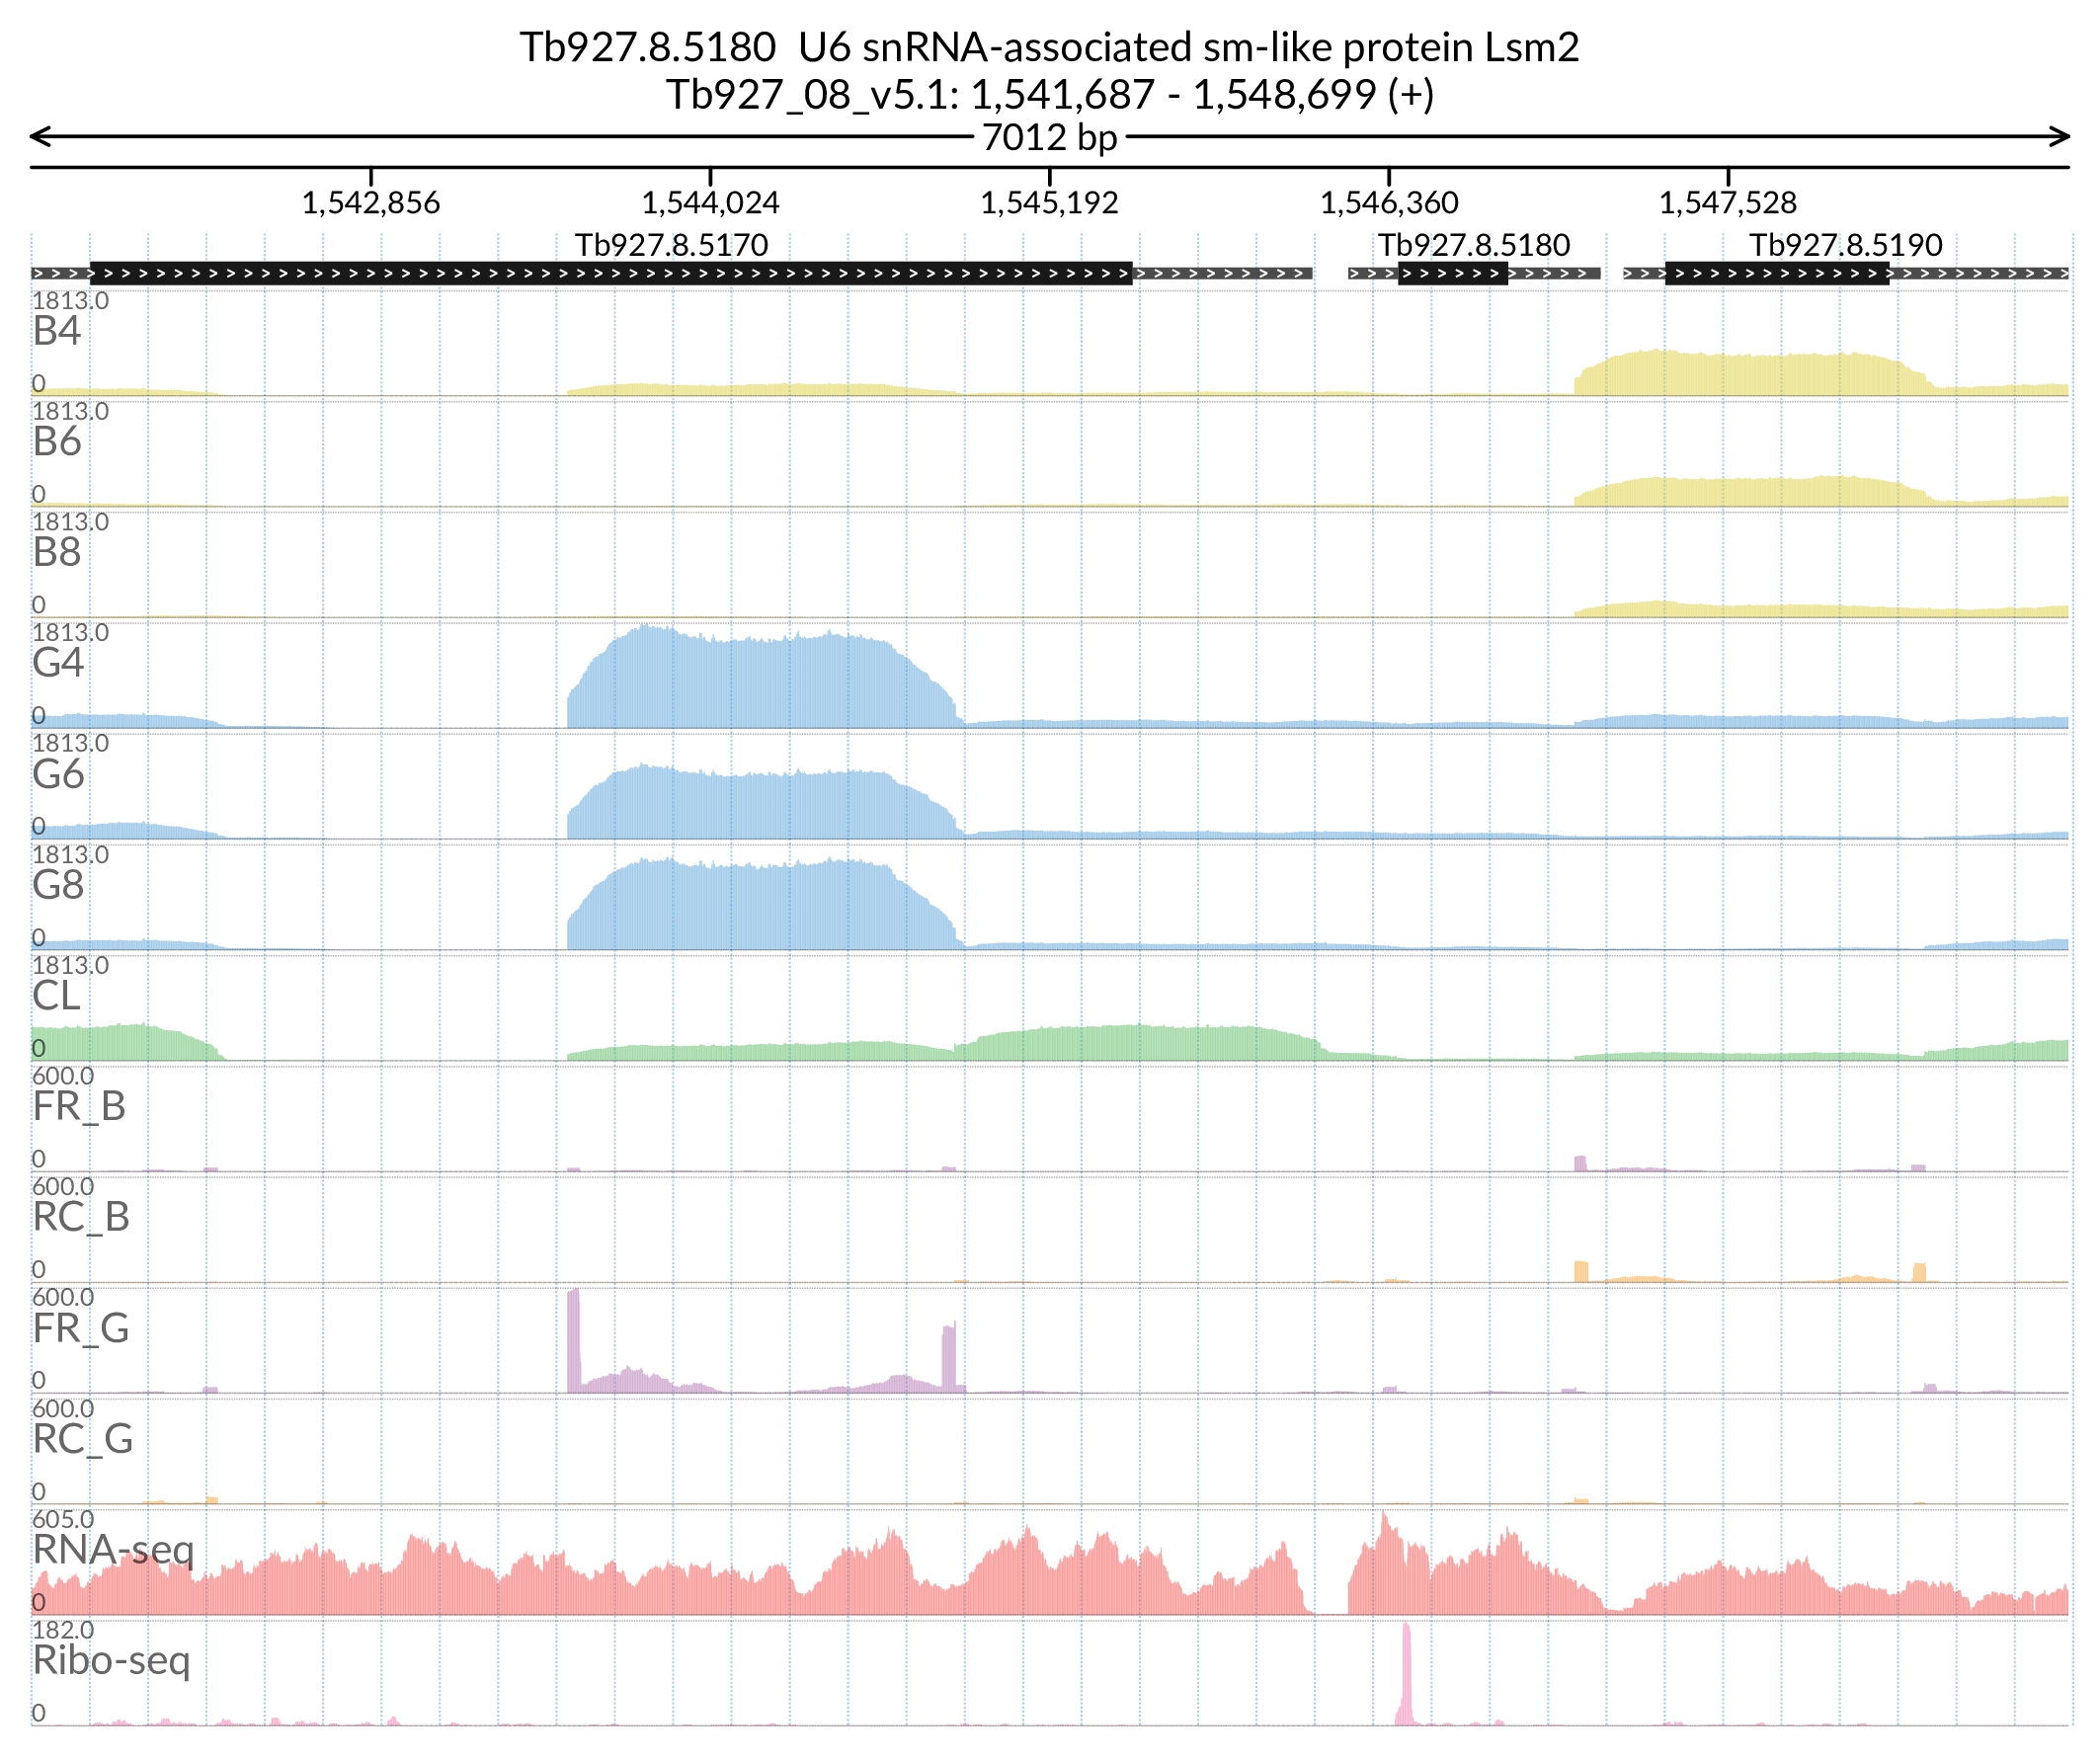 Tb927.8.5180  U6 snRNA-associated sm-like protein Lsm2
Tb927_08_v5.1: 1,541,687 - 1,548,699 (+)
7012 bp
1,542,856 1,544,024 1,545,192 1,546,360 1,547,528
Tb927.8.5170 Tb927.8.5180 Tb927.8.5190
1813.0
B4
0
1813.0
B6
0
1813.0
B8
0
1813.0
G4
0
1813.0
G6
0
1813.0
G8
0
1813.0
CL
0
600.0
FR_B
0
600.0
RC_B
0
600.0
FR_G
0
600.0
RC_G
0
605.0
RNA-seq
0
182.0
Ribo-seq
0